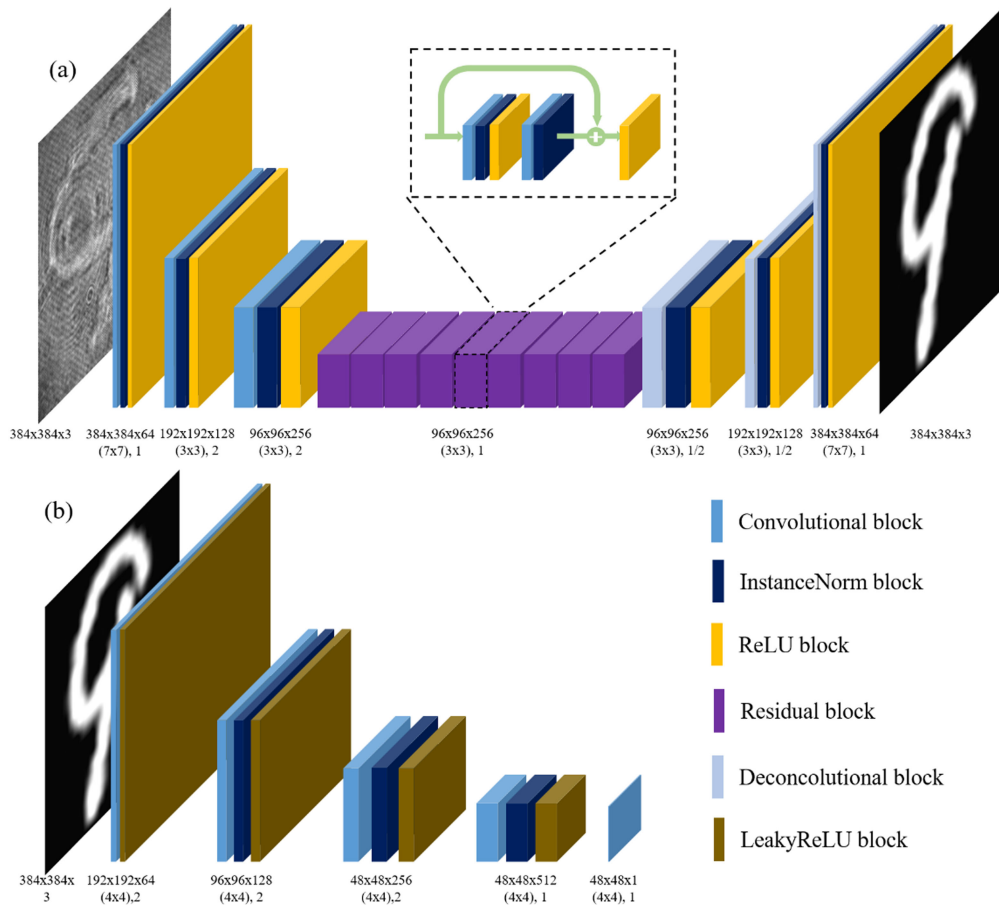 (a)
384x384x3
384x384x64
(7x7), 1
192x192x128
(3x3), 2
96x96x256
(3x3), 2
96x96x256
(3x3), 1
96x96x256
(3x3), 1/2
192x192x128
(3x3), 1/2
384x384x64
(7x7), 1
384x384x3
(b)
Convolutional block
InstanceNorm block
ReLU block
Residual block
Deconcolutional block
LeakyReLU block
384x384x
3
192x192x64
(4x4),2
96x96x128
(4x4), 2
48x48x256
(4x4),2
48x48x512
(4x4), 1
48x48x1
(4x4), 1